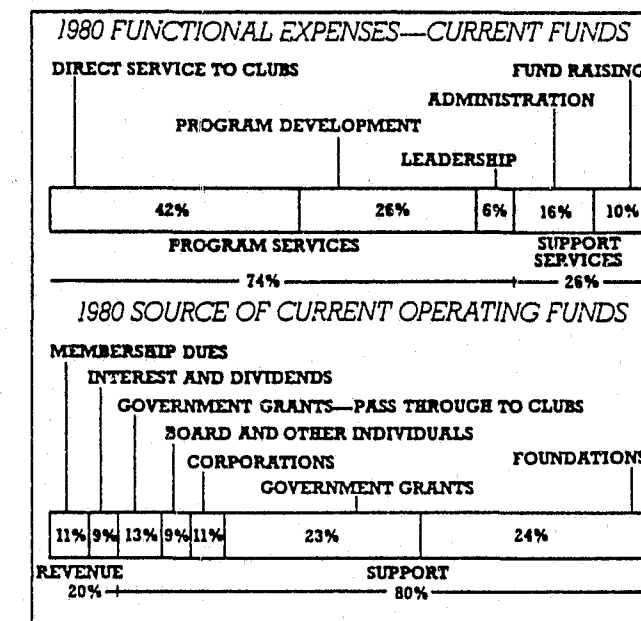 1980 FUNCTIONAL EXPENSES—CURRENT FUNDS
DIRECT SERVICE TO CLUBS
FUND RAISING
ADMINISTRATION
PROGRAM DEVELOPMENT
LEADERSHIP
42% 26% 6% 16% 10%
PROGRAM SERVICES
SUPPORT
SERVICES
74% 26%
1980 SOURCE OF CURRENT OPERATING FUNDS
MEMBERSHIP DUES
INTEREST AND DIVIDENDS
GOVERNMENT GRANTS—PASS THROUGH TO CLUBS
BOARD AND OTHER INDIVIDUALS
CORPORATIONS
FOUNDATIONS
GOVERNMENT GRANTS
11% 9% 13% 9% 11% 23% 24%
REVENUE SUPPORT
20% 80%